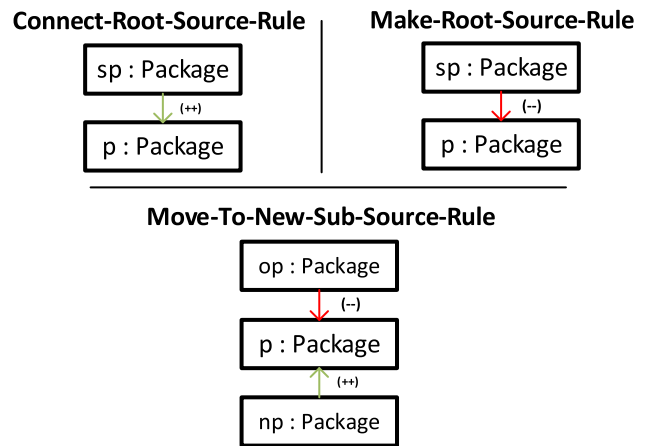 Connect-Root-Source-Rule
sp : Package
(++)
p : Package
Make-Root-Source-Rule
sp : Package
(--)
p : Package
Move-To-New-Sub-Source-Rule
op : Package
(--)
p : Package
(++)
np : Package